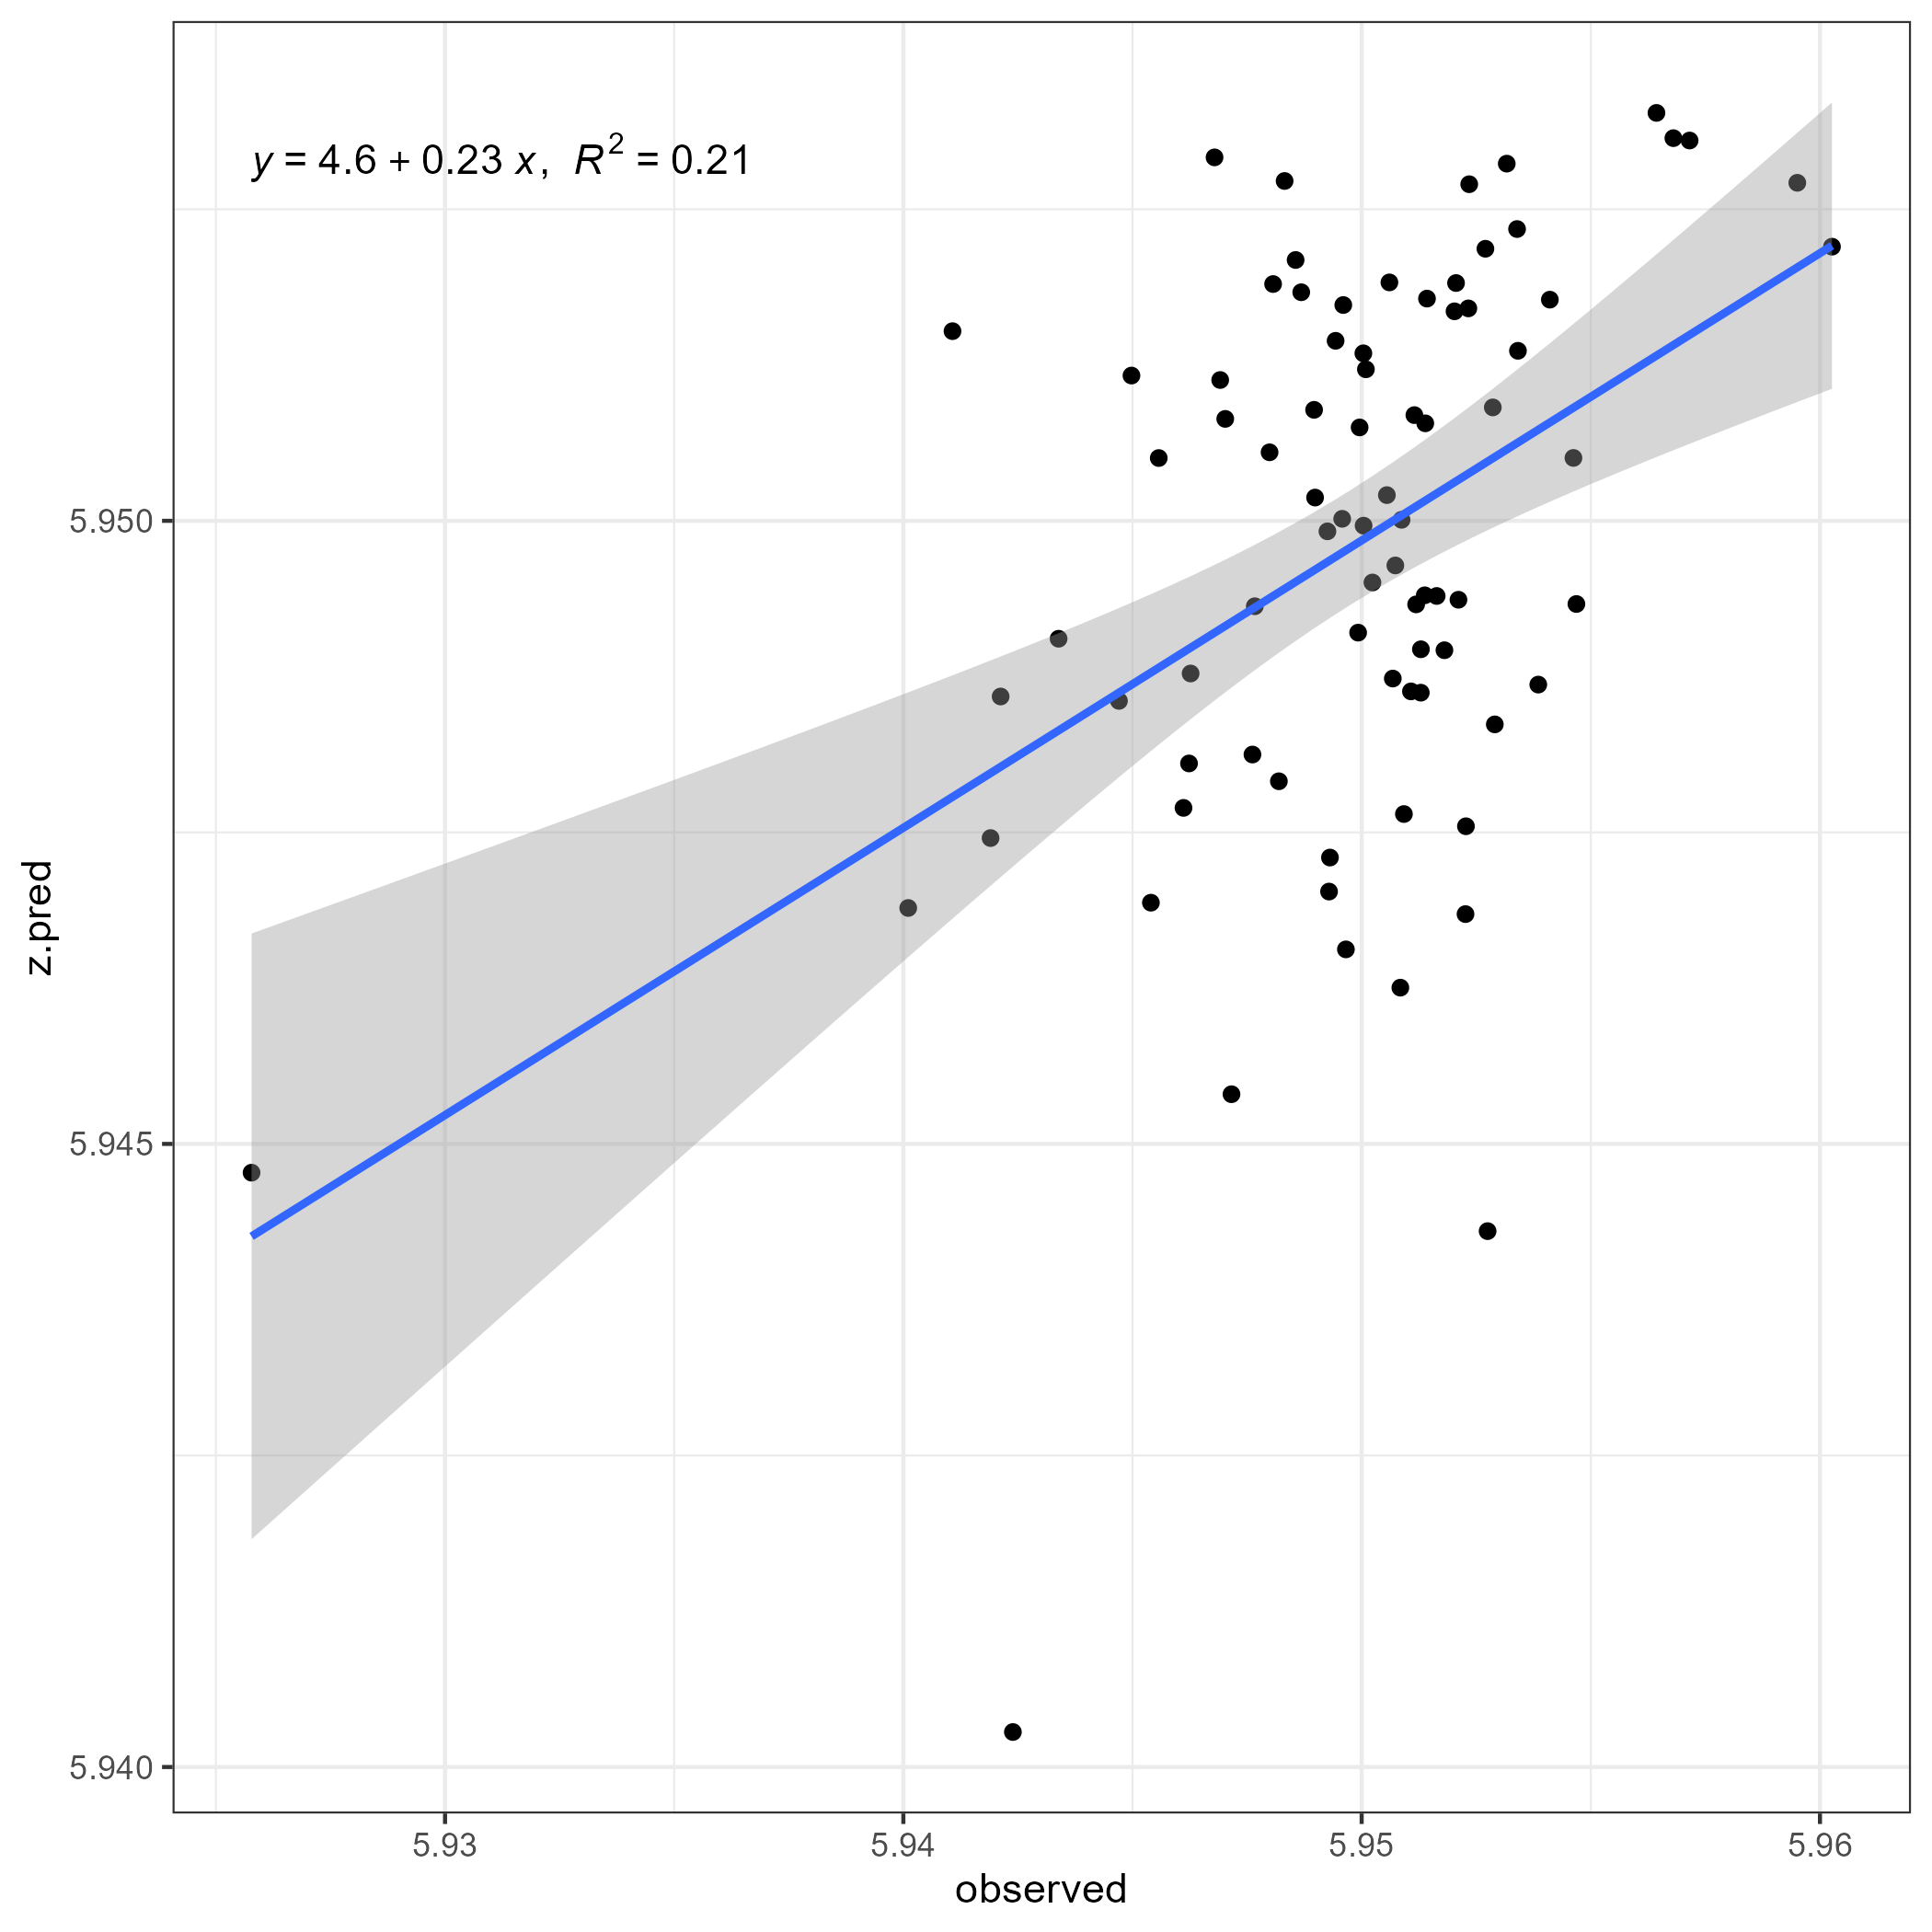 y = 4.6 + 0.23 x, R² = 0.21
5.950
5.945
5.940
z.pred
5.93 5.94 5.95 5.96
observed